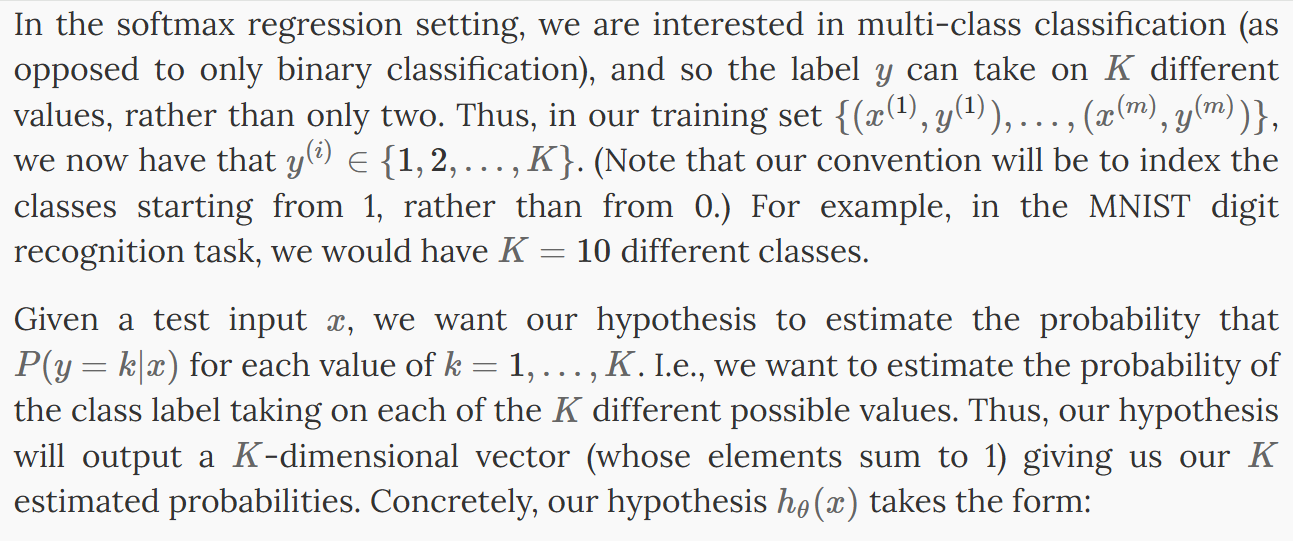 In the softmax regression setting, we are interested in multi-class classification (as
opposed to only binary classification), and so the label y can take on K different
values, rather than only two. Thus, in our training set {(x^{(1)}, y^{(1)}), . . . , (x^{(m)}, y^{(m)})},
we now have that y^{(i)} ∈ {1, 2, . . . , K}. (Note that our convention will be to index the
classes starting from 1, rather than from 0.) For example, in the MNIST digit
recognition task, we would have K = 10 different classes.
Given a test input x, we want our hypothesis to estimate the probability that
P(y = k|x) for each value of k = 1, . . . , K. I.e., we want to estimate the probability of
the class label taking on each of the K different possible values. Thus, our hypothesis
will output a K-dimensional vector (whose elements sum to 1) giving us our K
estimated probabilities. Concretely, our hypothesis h_θ(x) takes the form: